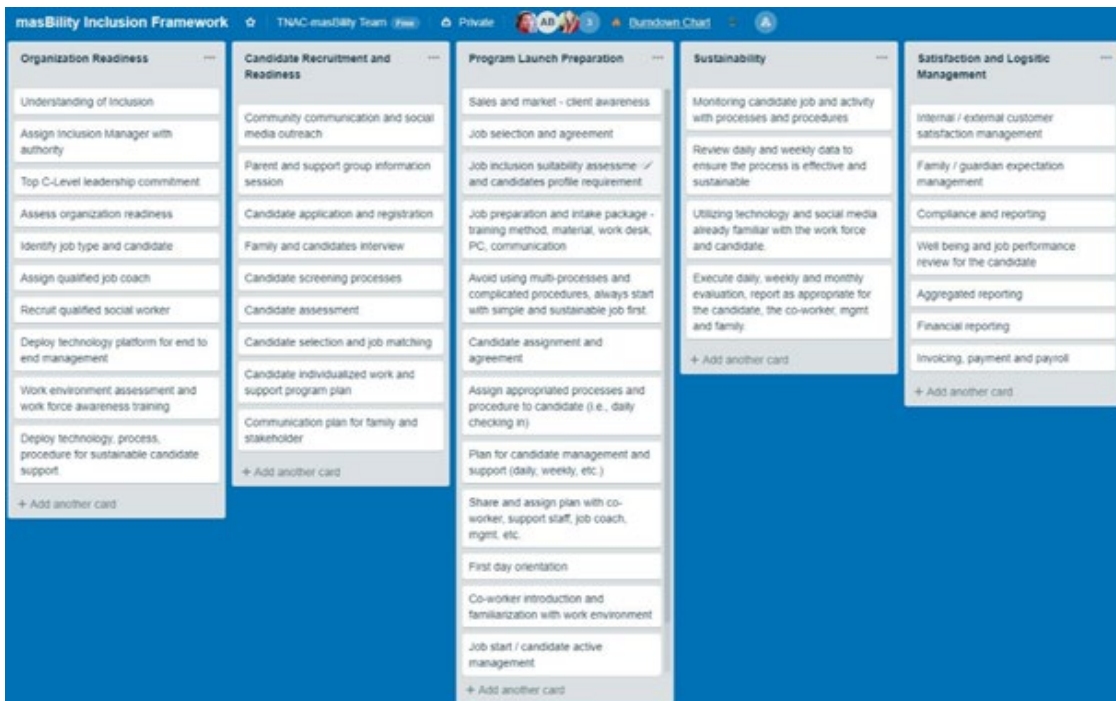 masBility Inclusion Framework
TNAC-masBility Team Free
Private
AB
3
Burndown Chart
Organization Readiness
Understanding of Inclusion
Assign Inclusion Manager with
authority
Top C-Level leadership commitment
Assess organization readiness
Identify job type and candidate
Assign qualified job coach
Recruit qualified social worker
Deploy technology platform for end to
end management
Work environment assessment and
work force awareness training
Deploy technology, process,
procedure for sustainable candidate
support
+ Add another card
Candidate Recruitment and
Readiness
Community communication and social
media outreach
Parent and support group information
session
Candidate application and registration
Family and candidates interview
Candidate screening processes
Candidate assessment
Candidate selection and job matching
Candidate individualized work and
support program plan
Communication plan for family and
stakeholder
+ Add another card
Program Launch Preparation
Sales and market - client awareness
Job selection and agreement
Job inclusion suitability assessme
and candidates profile requirement
Job preparation and intake package -
training method, material, work desk,
PC, communication
Avoid using multi-processes and
complicated procedures, always start
with simple and sustainable job first.
Candidate assignment and
agreement
Assign appropriated processes and
procedure to candidate (i.e., daily
checking in)
Plan for candidate management and
support (daily, weekly, etc.)
Share and assign plan with co-
worker, support staff, job coach,
mgmt, etc.
First day orientation
Co-worker introduction and
familiarization with work environment
Job start / candidate active
management
+ Add another card
Sustainability
Monitoring candidate job and activity
with processes and procedures
Review daily and weekly data to
ensure the process is effective and
sustainable
Utilizing technology and social media
already familiar with the work force
and candidate.
Execute daily, weekly and monthly
evaluation, report as appropriate for
the candidate, the co-worker, mgmt
and family.
+ Add another card
Satisfaction and Logsitic
Management
Internal / external customer
satisfaction management
Family / guardian expectation
management
Compliance and reporting
Well being and job performance
review for the candidate
Aggregated reporting
Financial reporting
Invoicing, payment and payroll
+ Add another card